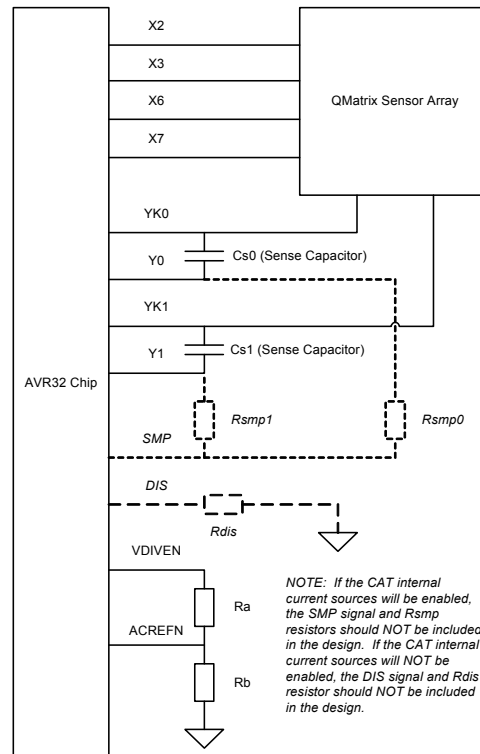 X2
X3
X6
X7
QMatrix Sensor Array
YK0
Y0
Cs0 (Sense Capacitor)
YK1
Y1
Cs1 (Sense Capacitor)
AVR32 Chip
Rsmp1
Rsmp0
SMP
DIS
Rdis
VDIVEN
Ra
ACREFN
Rb
NOTE: If the CAT internal
current sources will be enabled,
the SMP signal and Rsmp
resistors should NOT be included
in the design. If the CAT internal
current sources will NOT be
enabled, the DIS signal and Rdis
resistor should NOT be included
in the design.